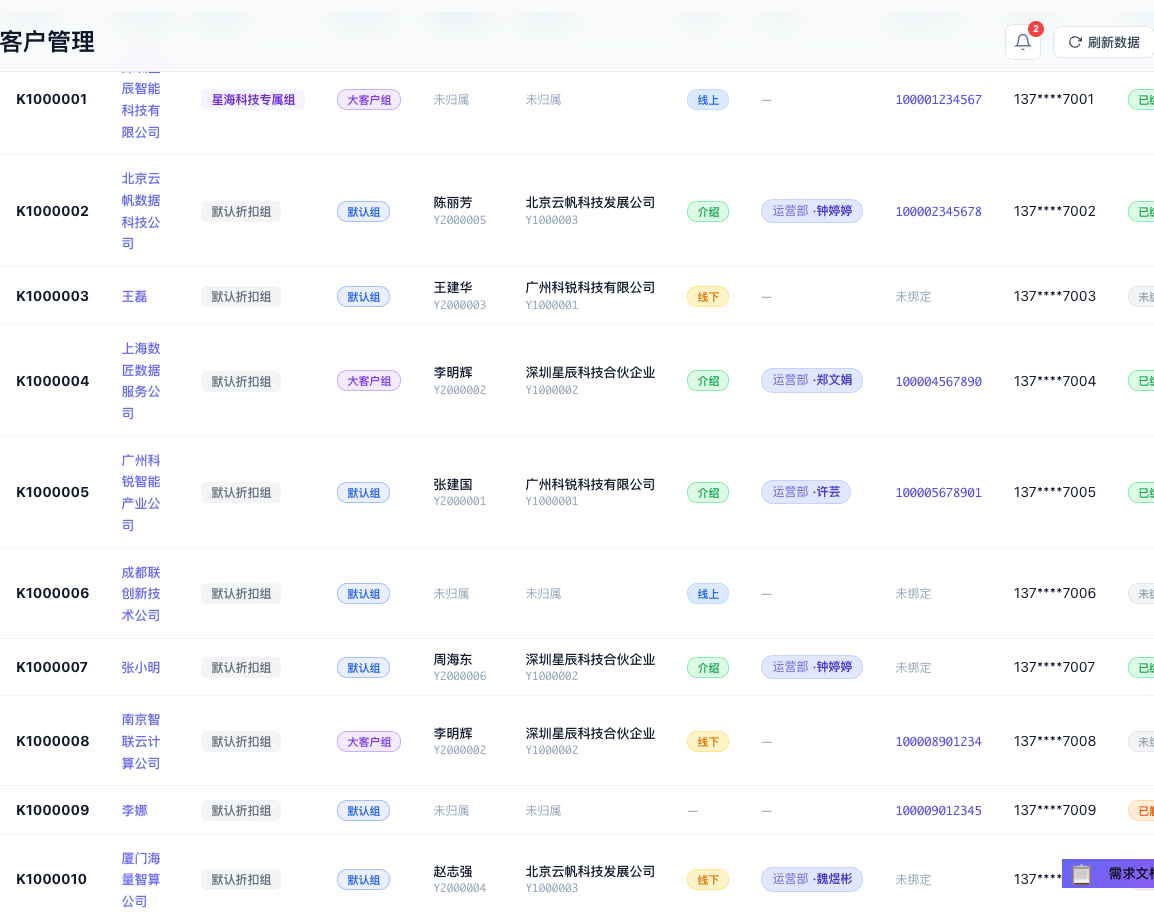 客户管理
2
刷新数据
K1000001
辰智能
科技有
限公司
星海科技专属组
大客户组
未归属
未归属
线上
—
100001234567
137****7001
K1000002
北京云
帆数据
科技公
司
默认折扣组
默认组
陈丽芳
Y2000005
北京云帆科技发展公司
Y1000003
介绍
运营部 ·钟婷婷
100002345678
137****7002
K1000003
王磊
默认折扣组
默认组
王建华
Y2000003
广州科锐科技有限公司
Y1000001
线下
—
未绑定
137****7003
K1000004
上海数
匠数据
服务公
司
默认折扣组
大客户组
李明辉
Y2000002
深圳星辰科技合伙企业
Y1000002
介绍
运营部 ·郑文娟
100004567890
137****7004
K1000005
广州科
锐智能
产业公
司
默认折扣组
默认组
张建国
Y2000001
广州科锐科技有限公司
Y1000001
介绍
运营部 ·许芸
100005678901
137****7005
K1000006
成都联
创新技
术公司
默认折扣组
默认组
未归属
未归属
线上
—
未绑定
137****7006
K1000007
张小明
默认折扣组
默认组
周海东
Y2000006
深圳星辰科技合伙企业
Y1000002
介绍
运营部 ·钟婷婷
未绑定
137****7007
K1000008
南京智
联云计
算公司
默认折扣组
大客户组
李明辉
Y2000002
深圳星辰科技合伙企业
Y1000002
线下
—
100008901234
137****7008
K1000009
李娜
默认折扣组
默认组
未归属
未归属
—
—
100009012345
137****7009
K1000010
厦门海
量智算
公司
默认折扣组
默认组
赵志强
Y2000004
北京云帆科技发展公司
Y1000003
线下
运营部 ·魏煜彬
未绑定
137****
需求文